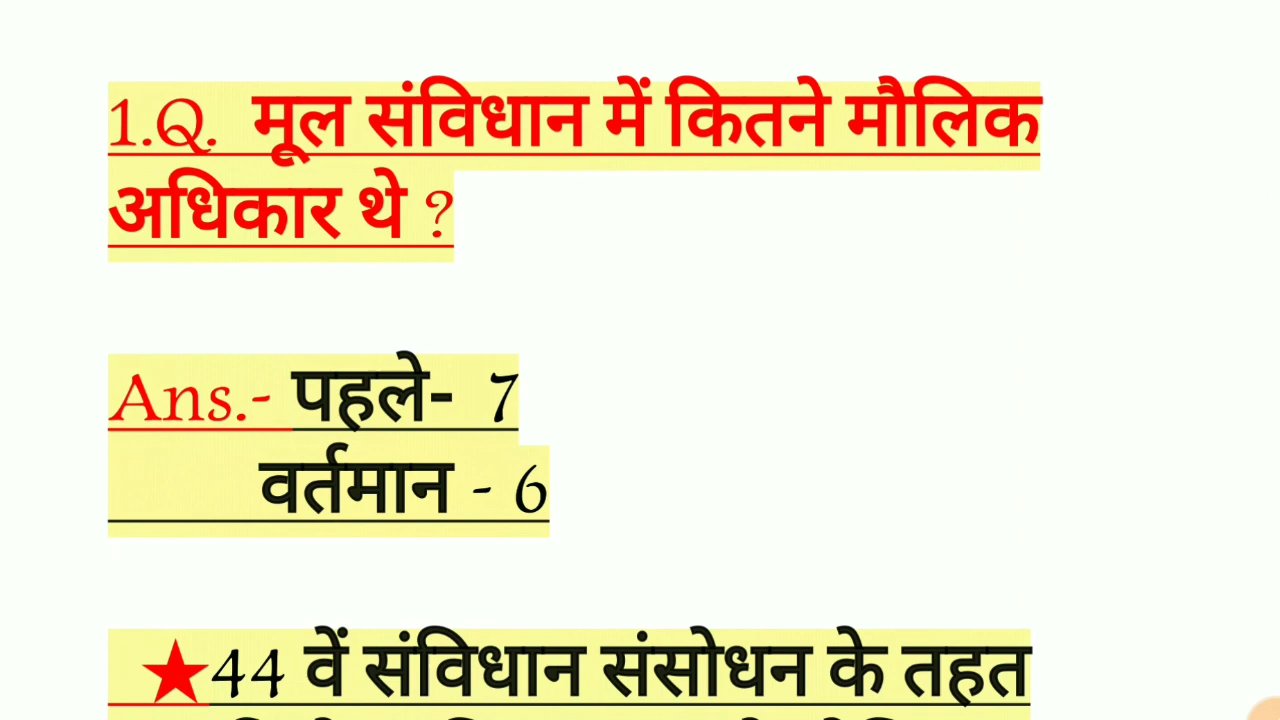 1.Q. मूल संविधान में कितने मौलिक
अधिकार थे ?
Ans.- पहले- 7
वर्तमान - 6
★44 वें संविधान संसोधन के तहत